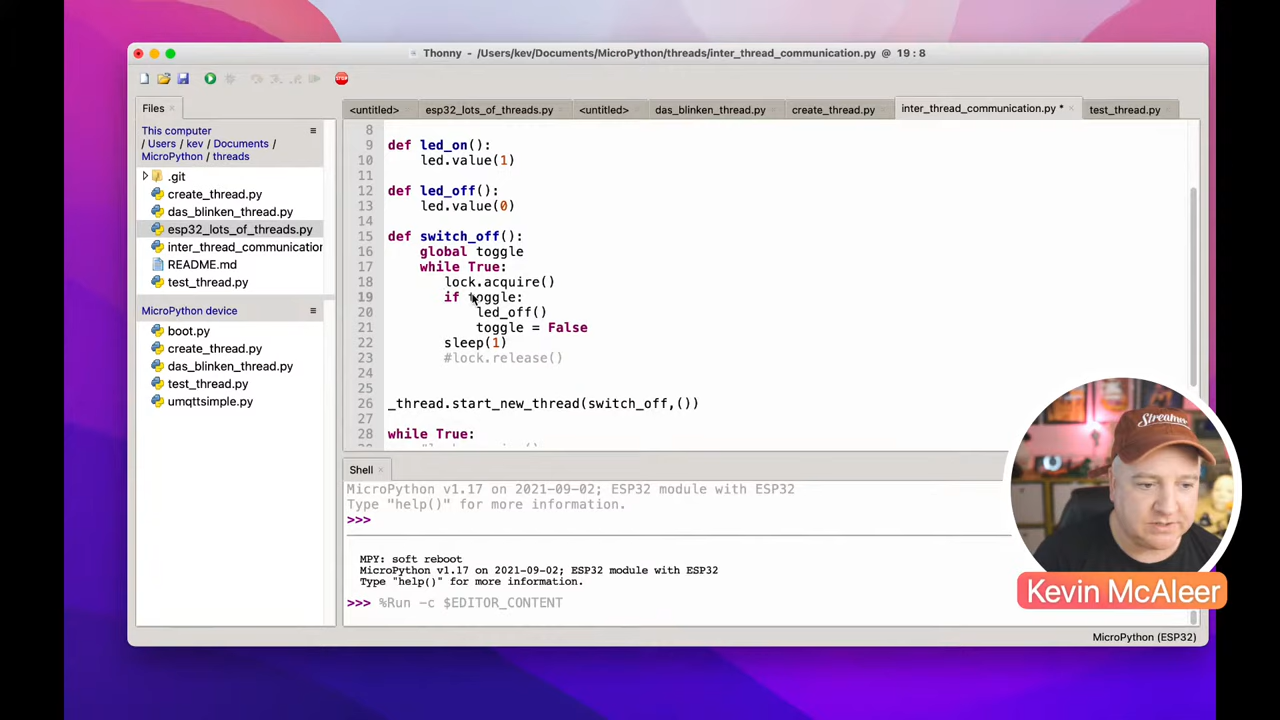 Thonny - /Users/kev/Documents/MicroPython/threads/inter_thread_communication.py @ 19 : 8
STOP
Files
<untitled>
esp32_lots_of_threads.py
<untitled>
das_blinken_thread.py
create_thread.py
inter_thread_communication.py *
test_thread.py
This computer
/ Users / kev / Documents /
MicroPython / threads
.git
create_thread.py
das_blinken_thread.py
esp32_lots_of_threads.py
inter_thread_communication
README.md
test_thread.py
MicroPython device
boot.py
create_thread.py
das_blinken_thread.py
test_thread.py
umqttsimple.py
8
9 def led_on():
10 led.value(1)
11
12 def led_off():
13 led.value(0)
14
15 def switch_off():
16 global toggle
17 while True:
18 lock.acquire()
19 if toggle:
20 led_off()
21 toggle = False
22 sleep(1)
23 #lock.release()
24
25
26 _thread.start_new_thread(switch_off,())
27
28 while True:
Shell
MicroPython v1.17 on 2021-09-02; ESP32 module with ESP32
Type "help()" for more information.
>>>
MPY: soft reboot
MicroPython v1.17 on 2021-09-02; ESP32 module with ESP32
Type "help()" for more information.
>>> %Run -c $EDITOR_CONTENT
MicroPython (ESP32)
Streamer
Kevin McAleer